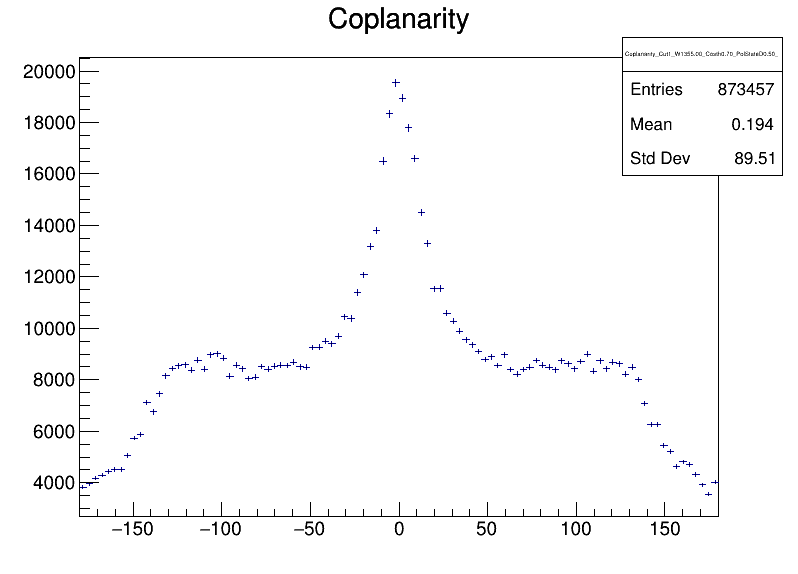 Coplanarity
Coplanarity_Cut1_W1355.00_Costh0.70_PolStateD0.50_
Entries 873457
Mean 0.194
Std Dev 89.51
20000
18000
16000
14000
12000
10000
8000
6000
4000
−150 −100 −50 0 50 100 150